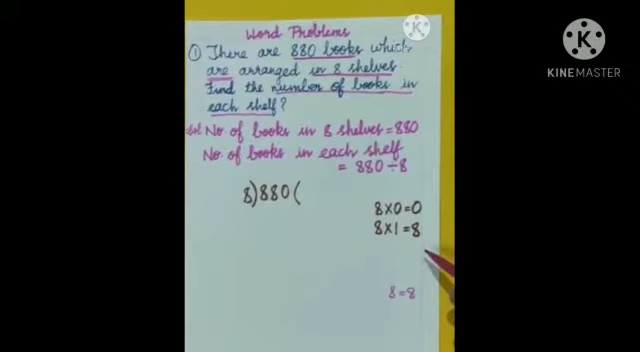 Word Problems
① There are 880 books which
are arranged in 8 shelves.
Find the number of books in
each shelf?
Sol No of books in 8 shelves = 880
No. of books in each shelf
= 880 ÷ 8
8)880(
8×0=0
8×1=8
8=8
K
K
KINEMASTER